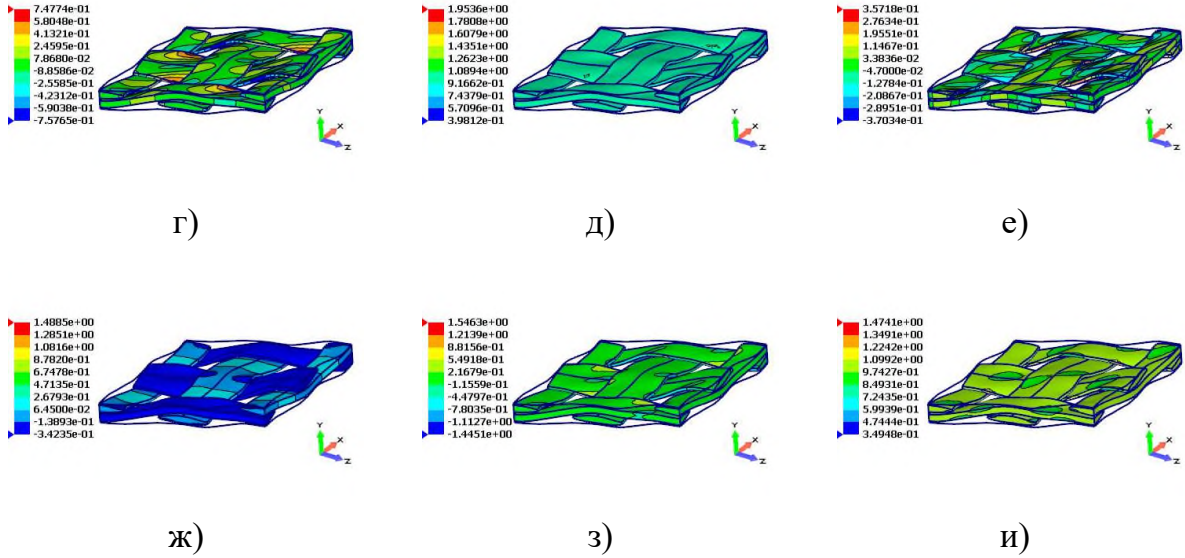 7.4774e-01
5.8048e-01
4.1321e-01
2.4595e-01
7.8680e-02
-8.8586e-02
-2.5585e-01
-4.2312e-01
-5.9038e-01
-7.5765e-01
Y
X
Z
г)
1.9536e+00
1.7808e+00
1.6079e+00
1.4351e+00
1.2623e+00
1.0894e+00
9.1662e-01
7.4379e-01
5.7096e-01
3.9812e-01
Y
X
Z
д)
3.5718e-01
2.7634e-01
1.9551e-01
1.1467e-01
3.3836e-02
-4.7000e-02
-1.2784e-01
-2.0867e-01
-2.8951e-01
-3.7034e-01
Y
X
Z
е)
1.4885e+00
1.2851e+00
1.0816e+00
8.7820e-01
6.7478e-01
4.7135e-01
2.6793e-01
6.4500e-02
-1.3893e-01
-3.4235e-01
Y
X
Z
ж)
1.5463e+00
1.2139e+00
8.8156e-01
5.4918e-01
2.1679e-01
-1.1559e-01
-4.4797e-01
-7.8035e-01
-1.1127e+00
-1.4451e+00
Y
X
Z
з)
1.4741e+00
1.3491e+00
1.2242e+00
1.0992e+00
9.7427e-01
8.4931e-01
7.2435e-01
5.9939e-01
4.7444e-01
3.4948e-01
Y
X
Z
и)